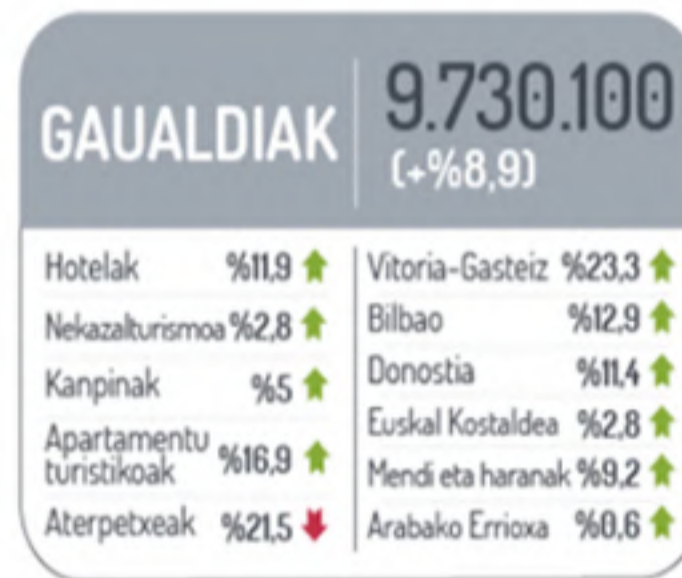 GAUALDIAK
9.730.100
(+%8,9)
Hotelak %11,9
Nekazalturismoa %2,8
Kanpinak %5
Apartamentu
turistikoak %16,9
Aterpetxeak %21,5
Vitoria-Gasteiz %23,3
Bilbao %12,9
Donostia %11,4
Euskal Kostaldea %2,8
Mendi eta haranak %9,2
Arabako Errioxa %0,6